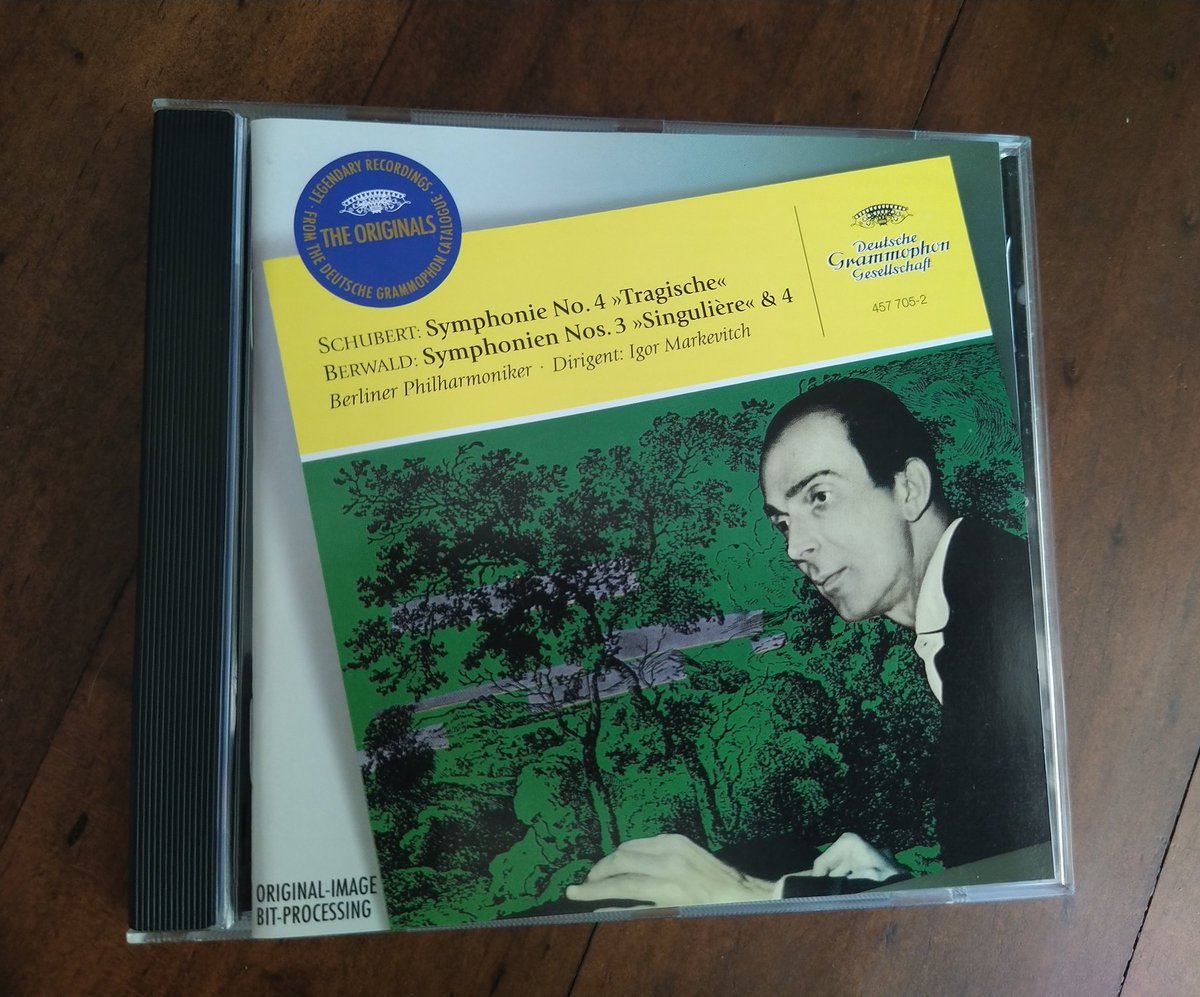 LEGENDARY RECORDINGS ·
THE ORIGINALS
· FROM THE DEUTSCHE GRAMMOPHON CATALOGUE ·
SCHUBERT: Symphonie No. 4 »Tragische«
BERWALD: Symphonien Nos. 3 »Singulière« & 4
Berliner Philharmoniker · Dirigent: Igor Markevitch
Deutsche
Grammophon
Gesellschaft
457 705-2
ORIGINAL-IMAGE
BIT-PROCESSING